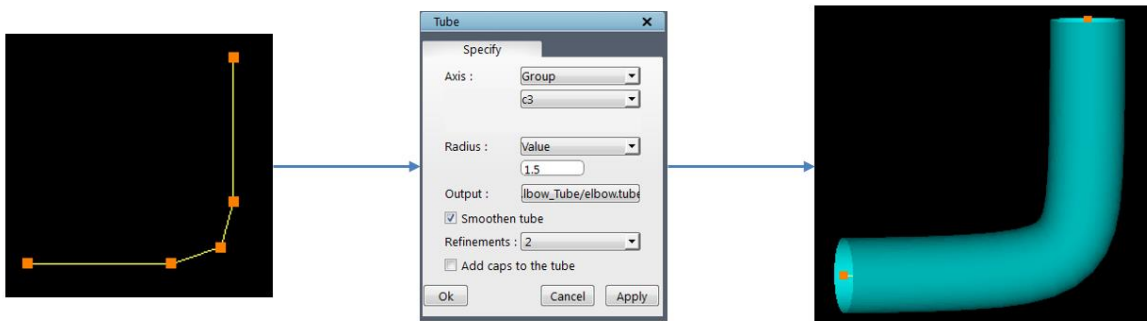 Tube
Specify
Axis : Group
c3
Radius : Value
1.5
Output : lbow_Tube/elbow.tube
Smoothen tube
Refinements : 2
Add caps to the tube
Ok Cancel Apply